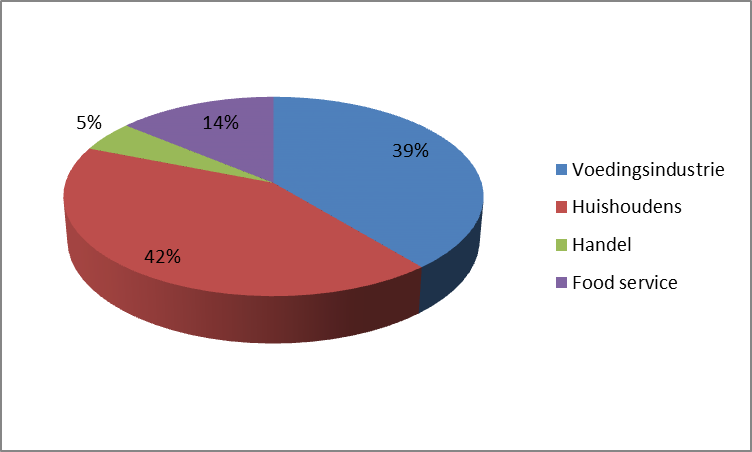 5%
14%
39%
42%
Voedingsindustrie
Huishoudens
Handel
Food service